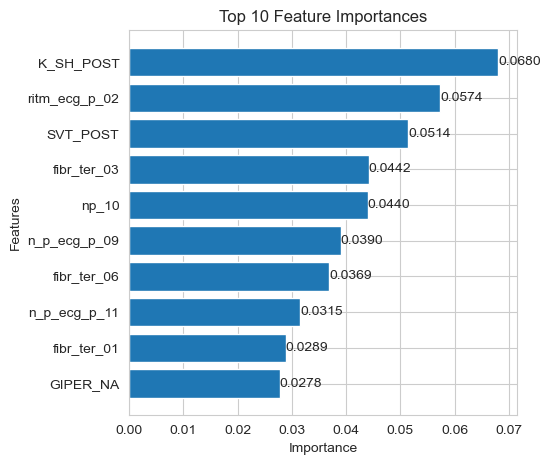 Top 10 Feature Importances
K_SH_POST 0.0680
ritm_ecg_p_02 0.0574
SVT_POST 0.0514
fibr_ter_03 0.0442
np_10 0.0440
n_p_ecg_p_09 0.0390
fibr_ter_06 0.0369
n_p_ecg_p_11 0.0315
fibr_ter_01 0.0289
GIPER_NA 0.0278
Features
0.00 0.01 0.02 0.03 0.04 0.05 0.06 0.07
Importance